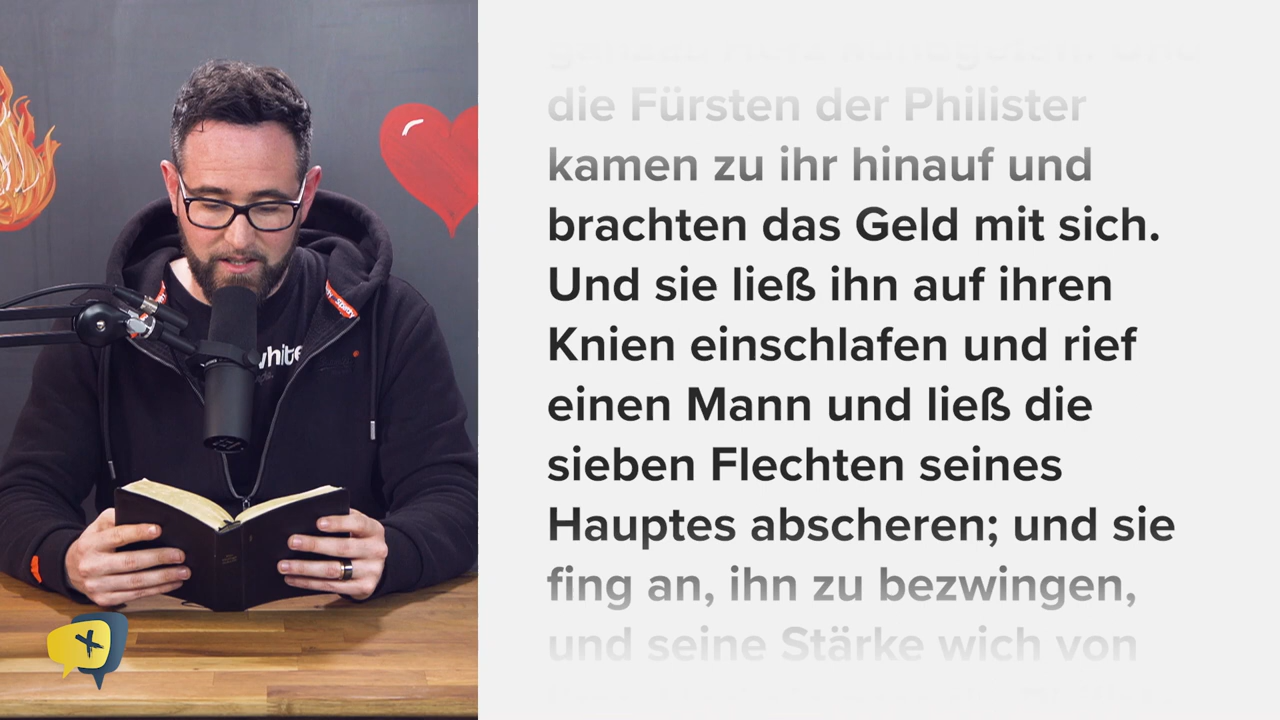 die Fürsten der Philister
kamen zu ihr hinauf und
brachten das Geld mit sich.
Und sie ließ ihn auf ihren
Knien einschlafen und rief
einen Mann und ließ die
sieben Flechten seines
Hauptes abscheren; und sie
fing an, ihn zu bezwingen,
und seine Stärke wich von
white